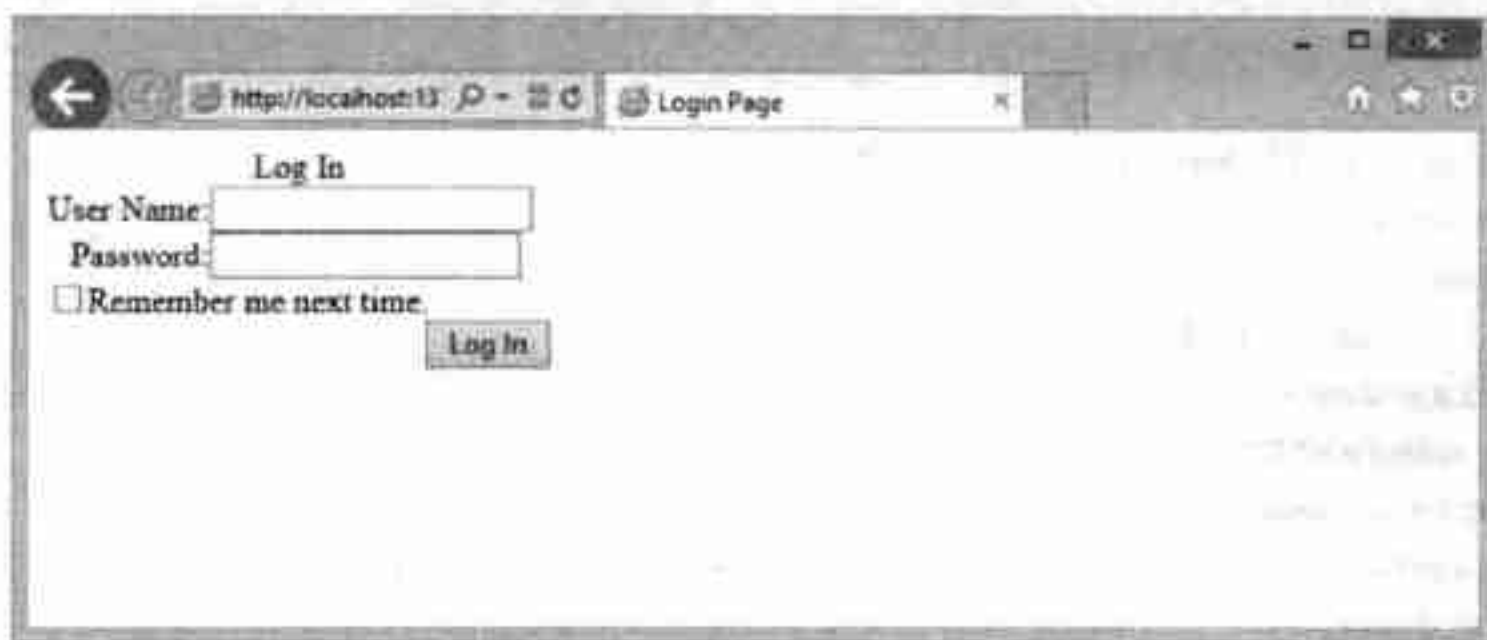 http://localhost:13 Login Page
Log In
User Name:
Password:
Remember me next time.
Log In